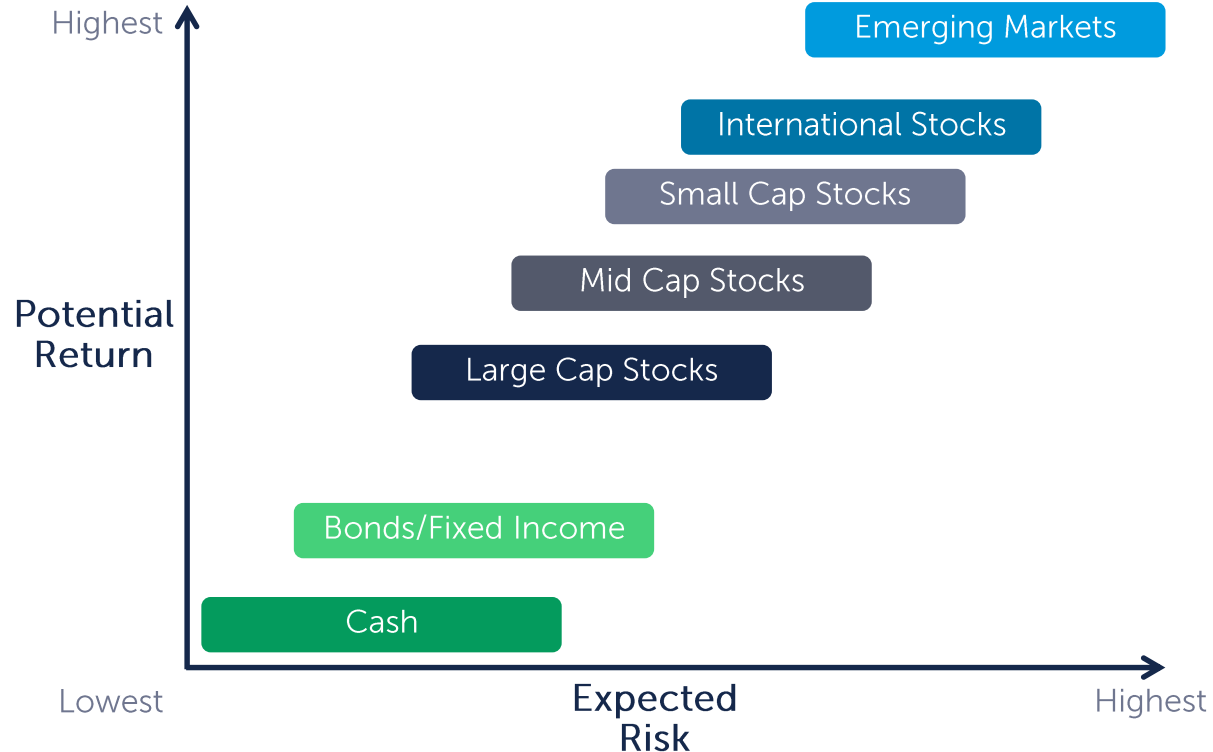 Highest
Emerging Markets
International Stocks
Small Cap Stocks
Mid Cap Stocks
Potential
Return
Large Cap Stocks
Bonds/Fixed Income
Cash
Lowest
Expected
Risk
Highest